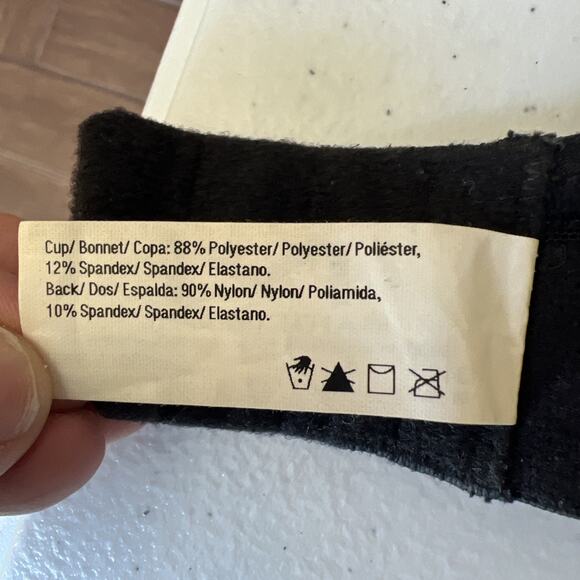 Cup/ Bonnet/ Copa: 88% Polyester/ Polyester/ Poliéster,
12% Spandex/ Spandex/ Elastano.
Back/ Dos/ Espalda: 90% Nylon/ Nylon/ Poliamida,
10% Spandex/ Spandex/ Elastano.